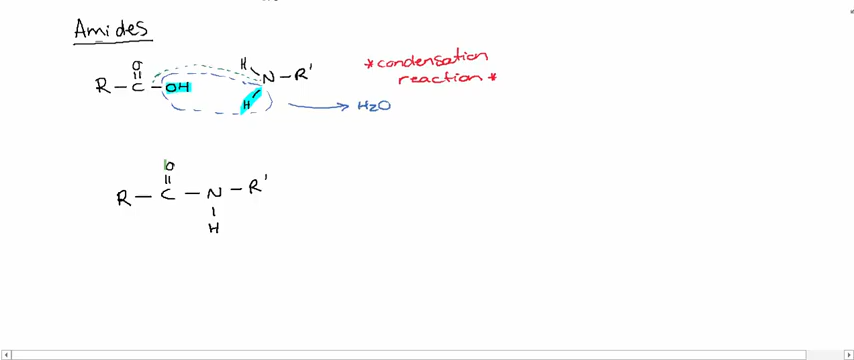 Amides
O
H
R — C — OH
N — R'
H
*condensation
reaction*
H2O
O
R — C — N — R'
H